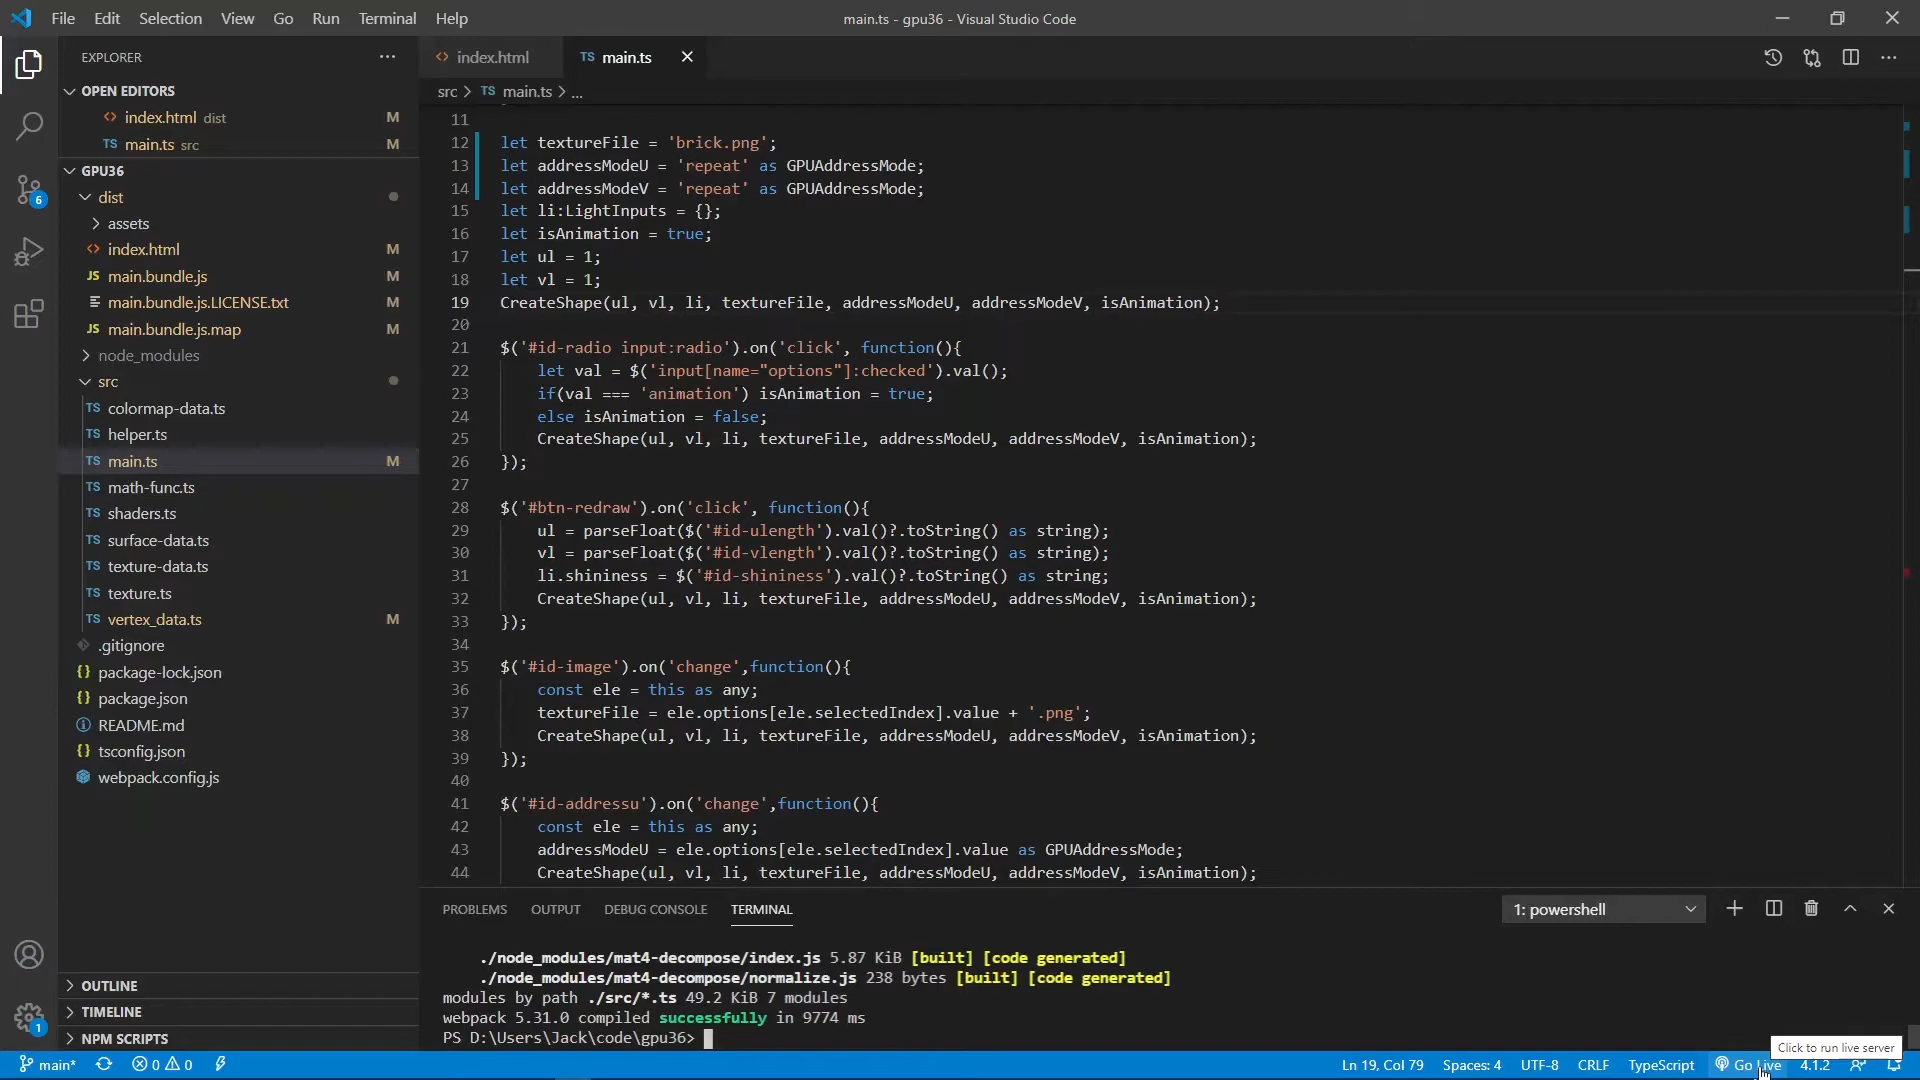 File Edit Selection View Go Run Terminal Help
main.ts - gpu36 - Visual Studio Code
EXPLORER
OPEN EDITORS
index.html dist M
TS main.ts src M
GPU36
dist
assets
index.html M
JS main.bundle.js M
main.bundle.js.LICENSE.txt M
JS main.bundle.js.map M
node_modules
src
TS colormap-data.ts
TS helper.ts
TS main.ts M
TS math-func.ts
TS shaders.ts
TS surface-data.ts
TS texture-data.ts
TS texture.ts
TS vertex_data.ts M
.gitignore
{} package-lock.json
{} package.json
README.md
{} tsconfig.json
webpack.config.js
OUTLINE
TIMELINE
NPM SCRIPTS
6
1
index.html
TS main.ts
src > TS main.ts > ...
11
12 let textureFile = 'brick.png';
13 let addressModeU = 'repeat' as GPUAddressMode;
14 let addressModeV = 'repeat' as GPUAddressMode;
15 let li:LightInputs = {};
16 let isAnimation = true;
17 let ul = 1;
18 let vl = 1;
19 CreateShape(ul, vl, li, textureFile, addressModeU, addressModeV, isAnimation);
20
21 $('#id-radio input:radio').on('click', function(){
22 let val = $('input[name="options"]:checked').val();
23 if(val === 'animation') isAnimation = true;
24 else isAnimation = false;
25 CreateShape(ul, vl, li, textureFile, addressModeU, addressModeV, isAnimation);
26 });
27
28 $('#btn-redraw').on('click', function(){
29 ul = parseFloat($('#id-ulength').val()?.toString() as string);
30 vl = parseFloat($('#id-vlength').val()?.toString() as string);
31 li.shininess = $('#id-shininess').val()?.toString() as string;
32 CreateShape(ul, vl, li, textureFile, addressModeU, addressModeV, isAnimation);
33 });
34
35 $('#id-image').on('change',function(){
36 const ele = this as any;
37 textureFile = ele.options[ele.selectedIndex].value + '.png';
38 CreateShape(ul, vl, li, textureFile, addressModeU, addressModeV, isAnimation);
39 });
40
41 $('#id-addressu').on('change',function(){
42 const ele = this as any;
43 addressModeU = ele.options[ele.selectedIndex].value as GPUAddressMode;
44 CreateShape(ul, vl, li, textureFile, addressModeU, addressModeV, isAnimation);
PROBLEMS OUTPUT DEBUG CONSOLE TERMINAL
1: powershell
./node_modules/mat4-decompose/index.js 5.87 KiB [built] [code generated]
./node_modules/mat4-decompose/normalize.js 238 bytes [built] [code generated]
modules by path ./src/*.ts 49.2 KiB 7 modules
webpack 5.31.0 compiled successfully in 9774 ms
PS D:\Users\Jack\code\gpu36>
Click to run live server
main* 0 0
Ln 19, Col 79 Spaces: 4 UTF-8 CRLF TypeScript Go Live 4.1.2